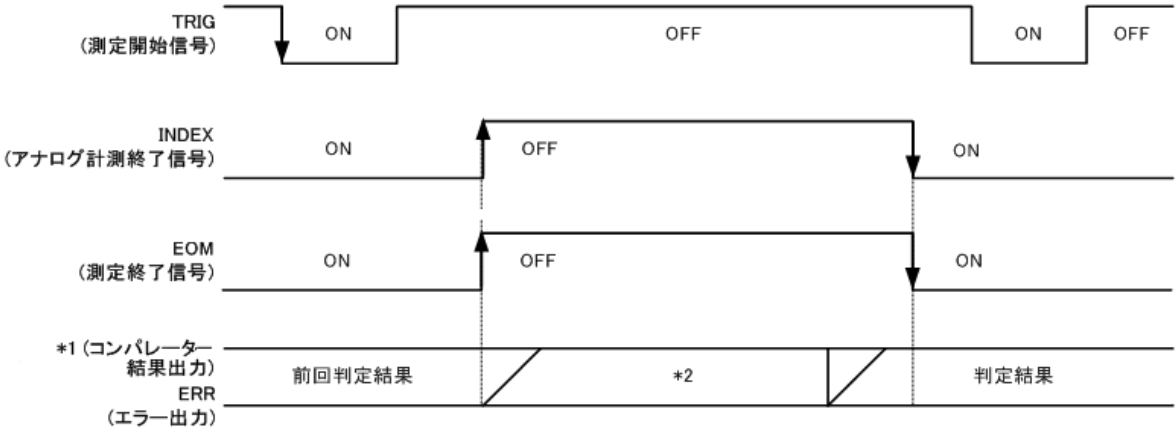 TRIG
(測定開始信号)
ON
OFF
ON
OFF
INDEX
(アナログ計測終了信号)
ON
OFF
ON
EOM
(測定終了信号)
ON
OFF
ON
*1 (コンパレーター
結果出力)
ERR
(エラー出力)
前回判定結果
*2
判定結果